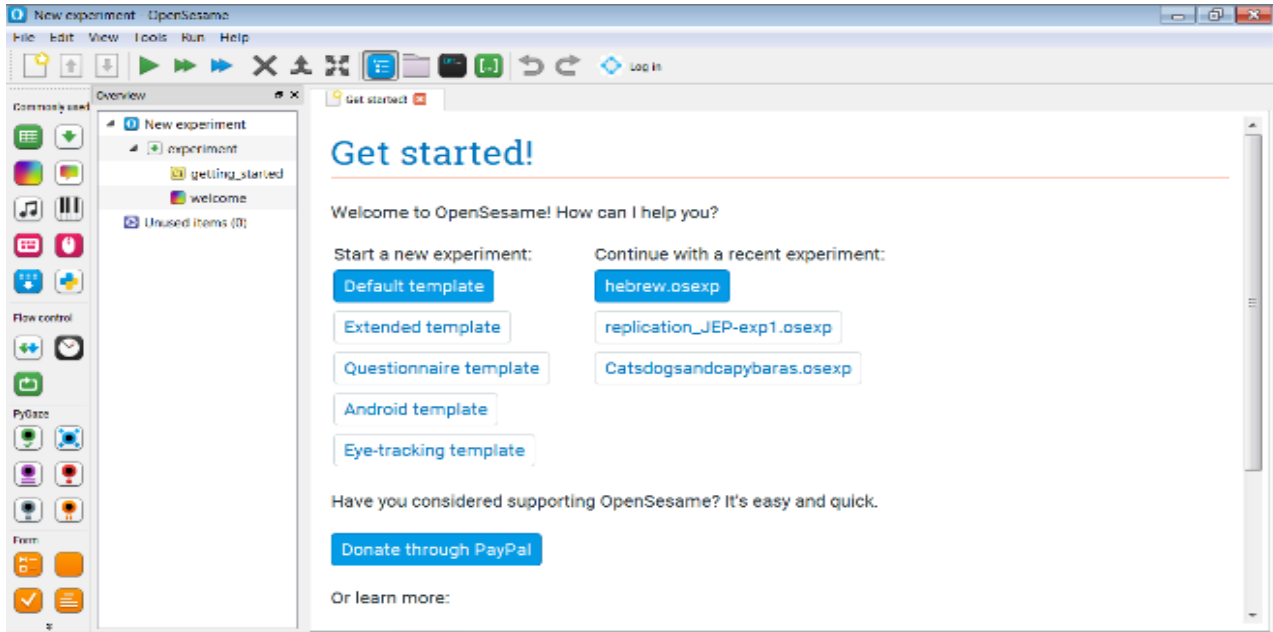 New experiment - OpenSesame
File Edit View Tools Run Help
Log in
Commonly used
Overview
Get started!
New experiment
experiment
getting_started
welcome
Unused items (0)
Flow control
PyGaze
Form
Get started!
Welcome to OpenSesame! How can I help you?
Start a new experiment:
Continue with a recent experiment:
Default template
hebrew.osexp
Extended template
replication_JEP-exp1.osexp
Questionnaire template
Catsdogsandcapybaras.osexp
Android template
Eye-tracking template
Have you considered supporting OpenSesame? It's easy and quick.
Donate through PayPal
Or learn more: